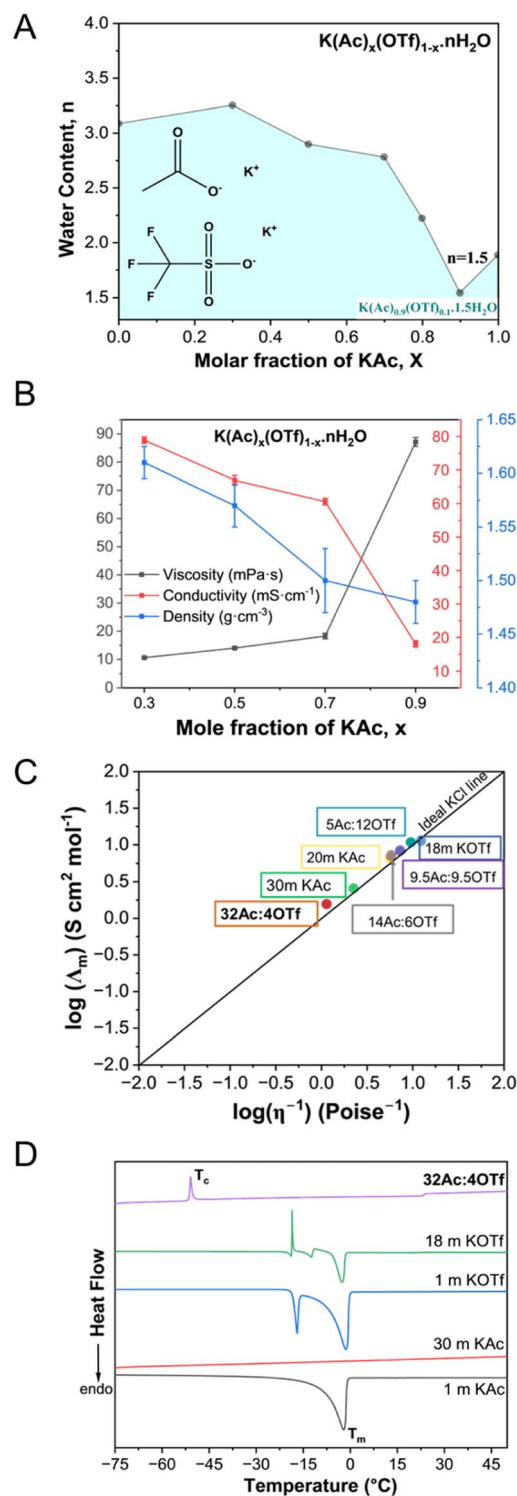 A
K(Ac)x(OTf)1-x.nH2O
Water Content, n
4.0
3.5
3.0
2.5
2.0
1.5
O
O-
K+
K+
F
O
F
S
O-
F
O
n=1.5
K(Ac)0.9(OTf)0.1.1.5H2O
0.0
0.2
0.4
0.6
0.8
1.0
Molar fraction of KAc, X
B
K(Ac)x(OTf)1-x.nH2O
90
80
70
60
50
40
30
20
10
0
80
70
60
50
40
30
20
10
1.65
1.60
1.55
1.50
1.45
1.40
Viscosity (mPa·s)
Conductivity (mS·cm-1)
Density (g·cm-3)
0.3
0.5
0.7
0.9
Mole fraction of KAc, x
C
log (Λm) (S cm2 mol-1)
2.0
1.5
1.0
0.5
0.0
−0.5
−1.0
−1.5
−2.0
Ideal KCl line
5Ac:12OTf
18m KOTf
20m KAc
9.5Ac:9.5OTf
30m KAc
32Ac:4OTf
14Ac:6OTf
−2.0
−1.5
−1.0
−0.5
0.0
0.5
1.0
1.5
2.0
log(η−1) (Poise−1)
D
Heat Flow
endo
Tc
32Ac:4OTf
18 m KOTf
1 m KOTf
30 m KAc
1 m KAc
Tm
-75
-60
-45
-30
-15
0
15
30
45
Temperature (°C)